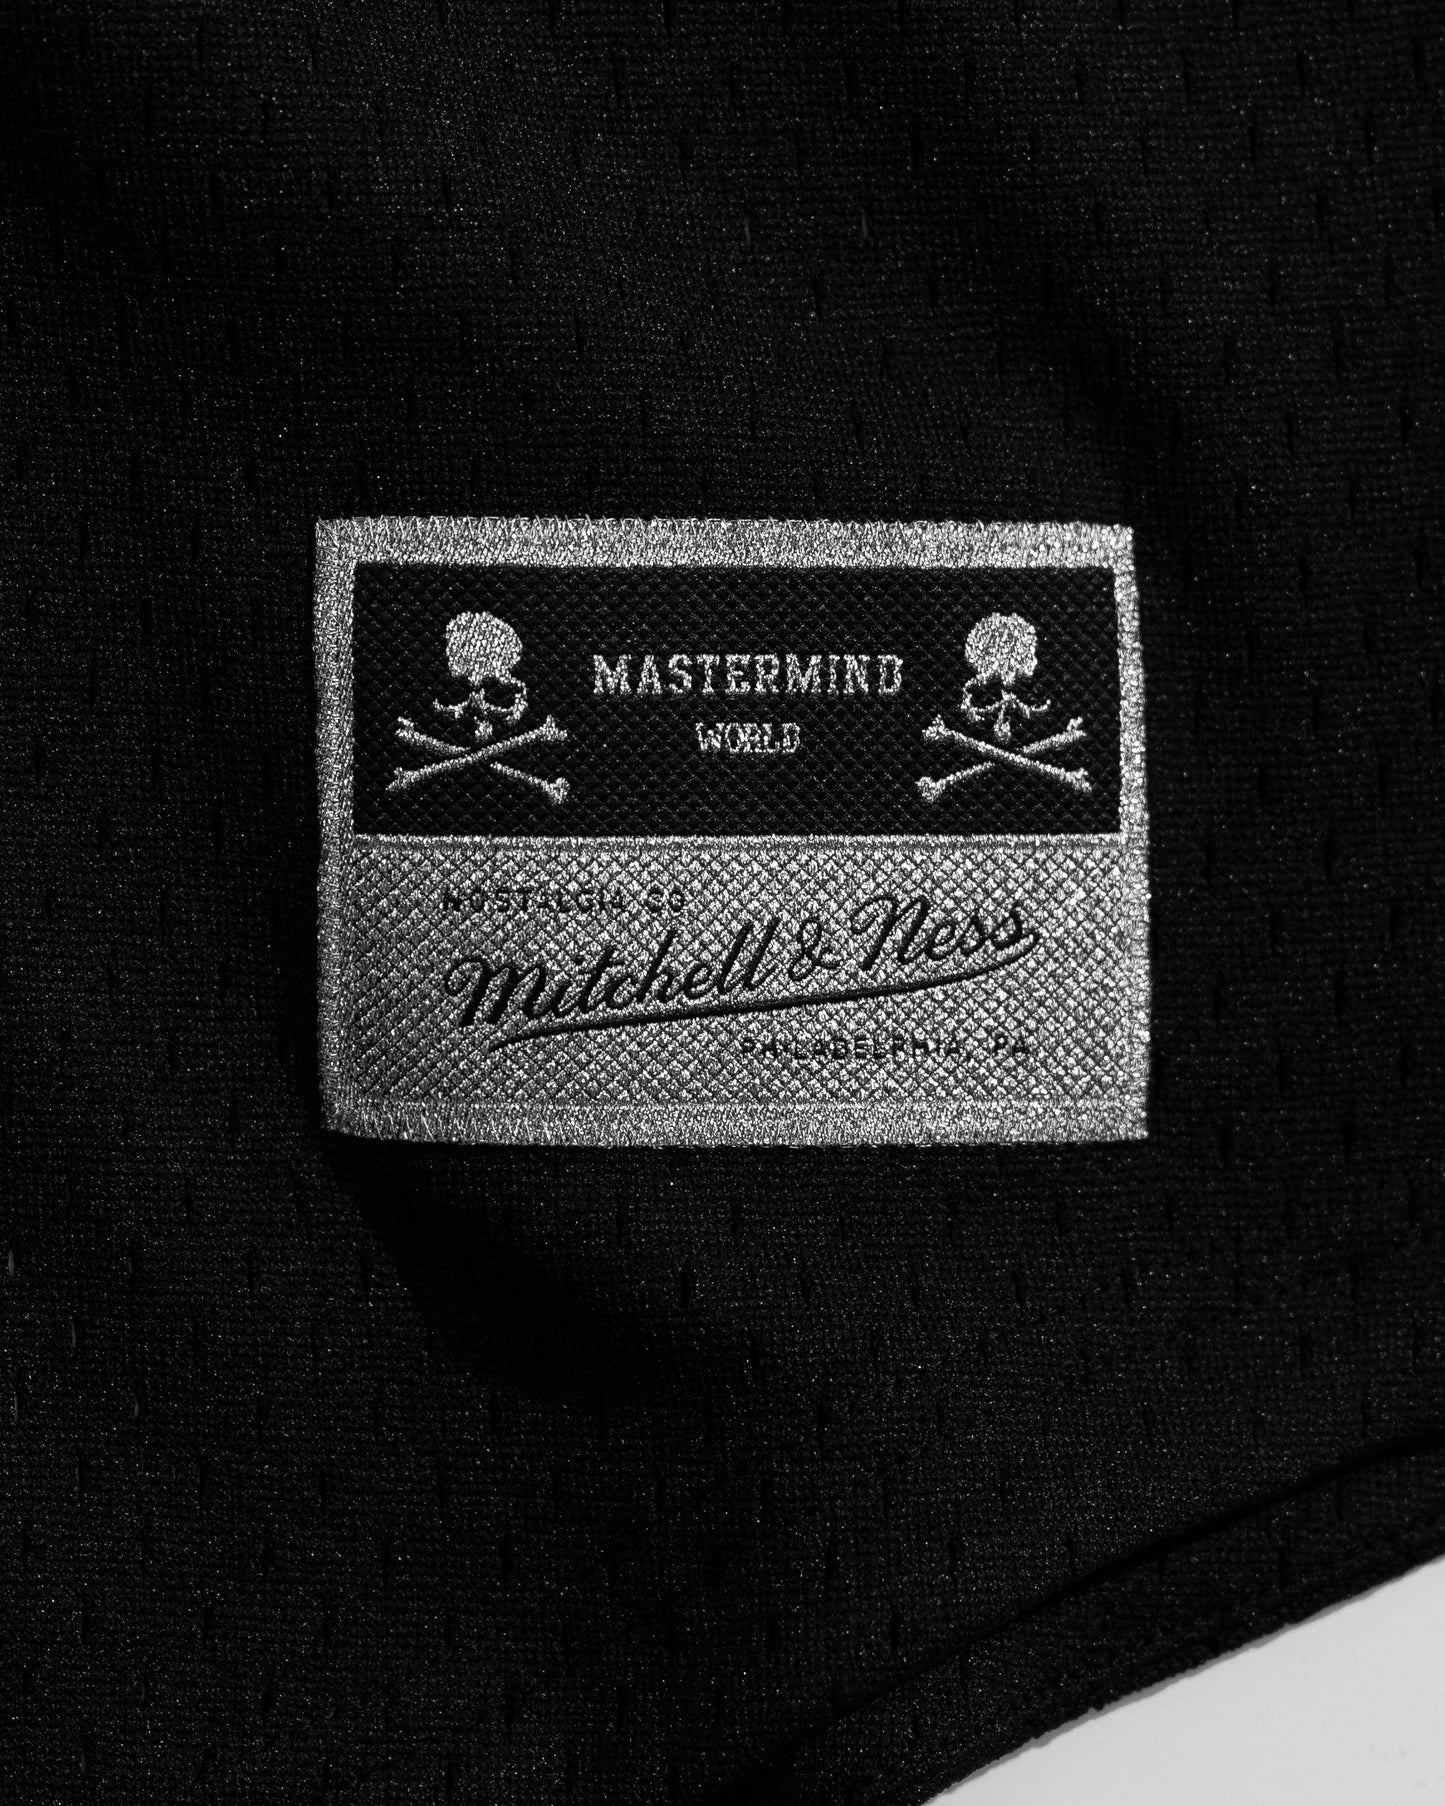 MASTERMIND
WORLD
NOSTALGIA CO
Mitchell & Ness
PHILADELPHIA, PA